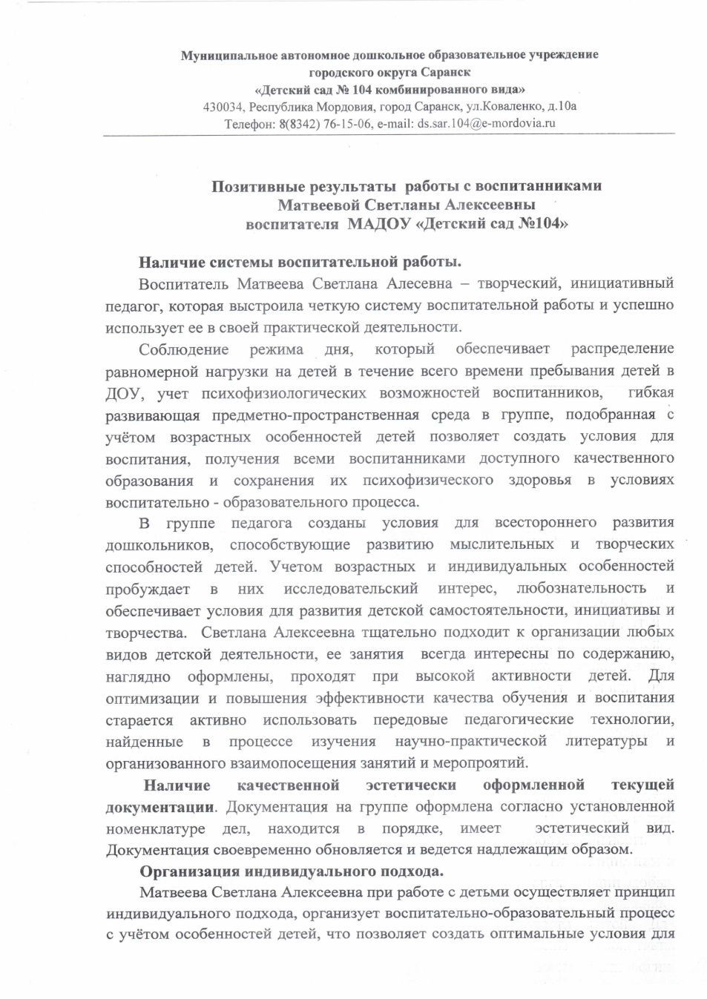 Муниципальное автономное дошкольное образовательное учреждение
городского округа Саранск
«Детский сад № 104 комбинированного вида»
430034, Республика Мордовия, город Саранск, ул.Коваленко, д.10а
Телефон: 8(8342) 76-15-06, e-mail: ds.sar.104@e-mordovia.ru
Позитивные результаты работы с воспитанниками
Матвеевой Светланы Алексеевны
воспитателя МАДОУ «Детский сад №104»
Наличие системы воспитательной работы.
Воспитатель Матвеева Светлана Алесевна – творческий, инициативный
педагог, которая выстроила четкую систему воспитательной работы и успешно
использует ее в своей практической деятельности.
Соблюдение режима дня, который обеспечивает распределение
равномерной нагрузки на детей в течение всего времени пребывания детей в
ДОУ, учет психофизиологических возможностей воспитанников, гибкая
развивающая предметно-пространственная среда в группе, подобранная с
учётом возрастных особенностей детей позволяет создать условия для
воспитания, получения всеми воспитанниками доступного качественного
образования и сохранения их психофизического здоровья в условиях
воспитательно - образовательного процесса.
В группе педагога созданы условия для всестороннего развития
дошкольников, способствующие развитию мыслительных и творческих
способностей детей. Учетом возрастных и индивидуальных особенностей
пробуждает в них исследовательский интерес, любознательность и
обеспечивает условия для развития детской самостоятельности, инициативы и
творчества. Светлана Алексеевна тщательно подходит к организации любых
видов детской деятельности, ее занятия всегда интересны по содержанию,
наглядно оформлены, проходят при высокой активности детей. Для
оптимизации и повышения эффективности качества обучения и воспитания
старается активно использовать передовые педагогические технологии,
найденные в процессе изучения научно-практической литературы и
организованного взаимопосещения занятий и меропроятий.
Наличие качественной эстетически оформленной текущей
документации. Документация на группе оформлена согласно установленной
номенклатуре дел, находится в порядке, имеет эстетический вид.
Документация своевременно обновляется и ведется надлежащим образом.
Организация индивидуального подхода.
Матвеева Светлана Алексеевна при работе с детьми осуществляет принцип
индивидуального подхода, организует воспитательно-образовательный процесс
с учётом особенностей детей, что позволяет создать оптимальные условия для